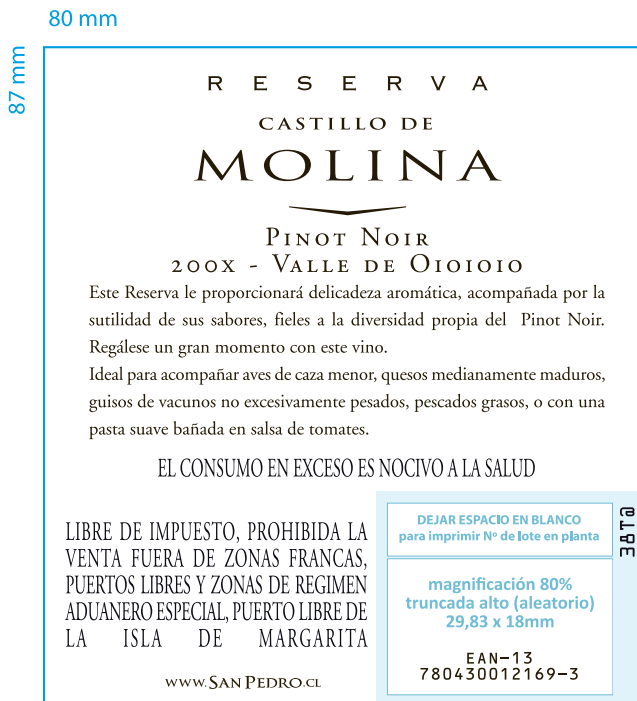 80 mm
87 mm
RESERVA
CASTILLO DE
MOLINA
PINOT NOIR
200X - VALLE DE OIOIOIO
Este Reserva le proporcionará delicadeza aromática, acompañada por la
sutilidad de sus sabores, fieles a la diversidad propia del Pinot Noir.
Regálese un gran momento con este vino.
Ideal para acompañar aves de caza menor, quesos medianamente maduros,
guisos de vacunos no excesivamente pesados, pescados grasos, o con una
pasta suave bañada en salsa de tomates.
EL CONSUMO EN EXCESO ES NOCIVO A LA SALUD
LIBRE DE IMPUESTO, PROHIBIDA LA
VENTA FUERA DE ZONAS FRANCAS,
PUERTOS LIBRES Y ZONAS DE REGIMEN
ADUANERO ESPECIAL, PUERTO LIBRE DE
LA ISLA DE MARGARITA
WWW.SAN PEDRO.CL
DEJAR ESPACIO EN BLANCO
para imprimir Nº de lote en planta
magnificación 80%
truncada alto (aleatorio)
29,83 x 18mm
EAN-13
780430012169-3